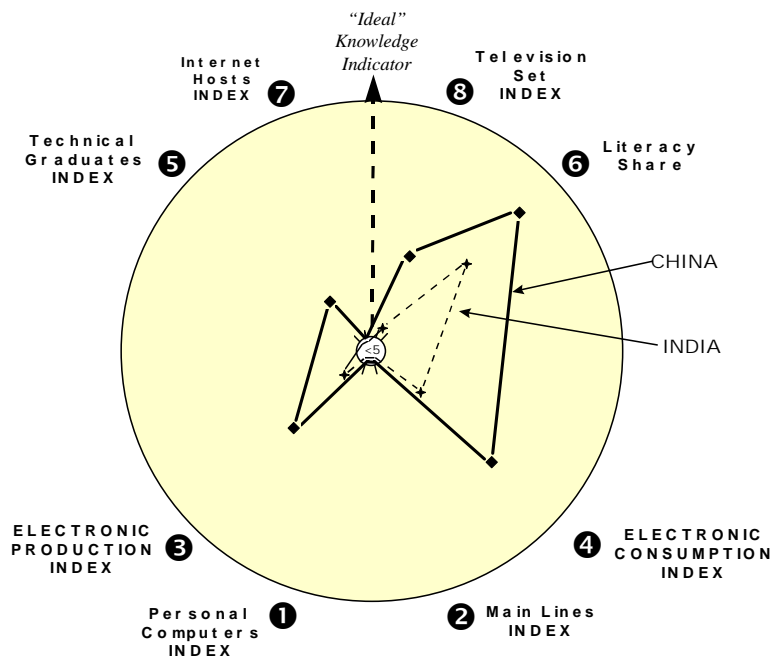 “Ideal”
Knowledge
Indicator
Internet
Hosts
INDEX
7
8
Television
Set
INDEX
Technical
Graduates
INDEX
5
6
Literacy
Share
CHINA
INDIA
<5
ELECTRONIC
PRODUCTION
INDEX
3
4
ELECTRONIC
CONSUMPTION
INDEX
Personal
Computers
INDEX
1
2
Main Lines
INDEX